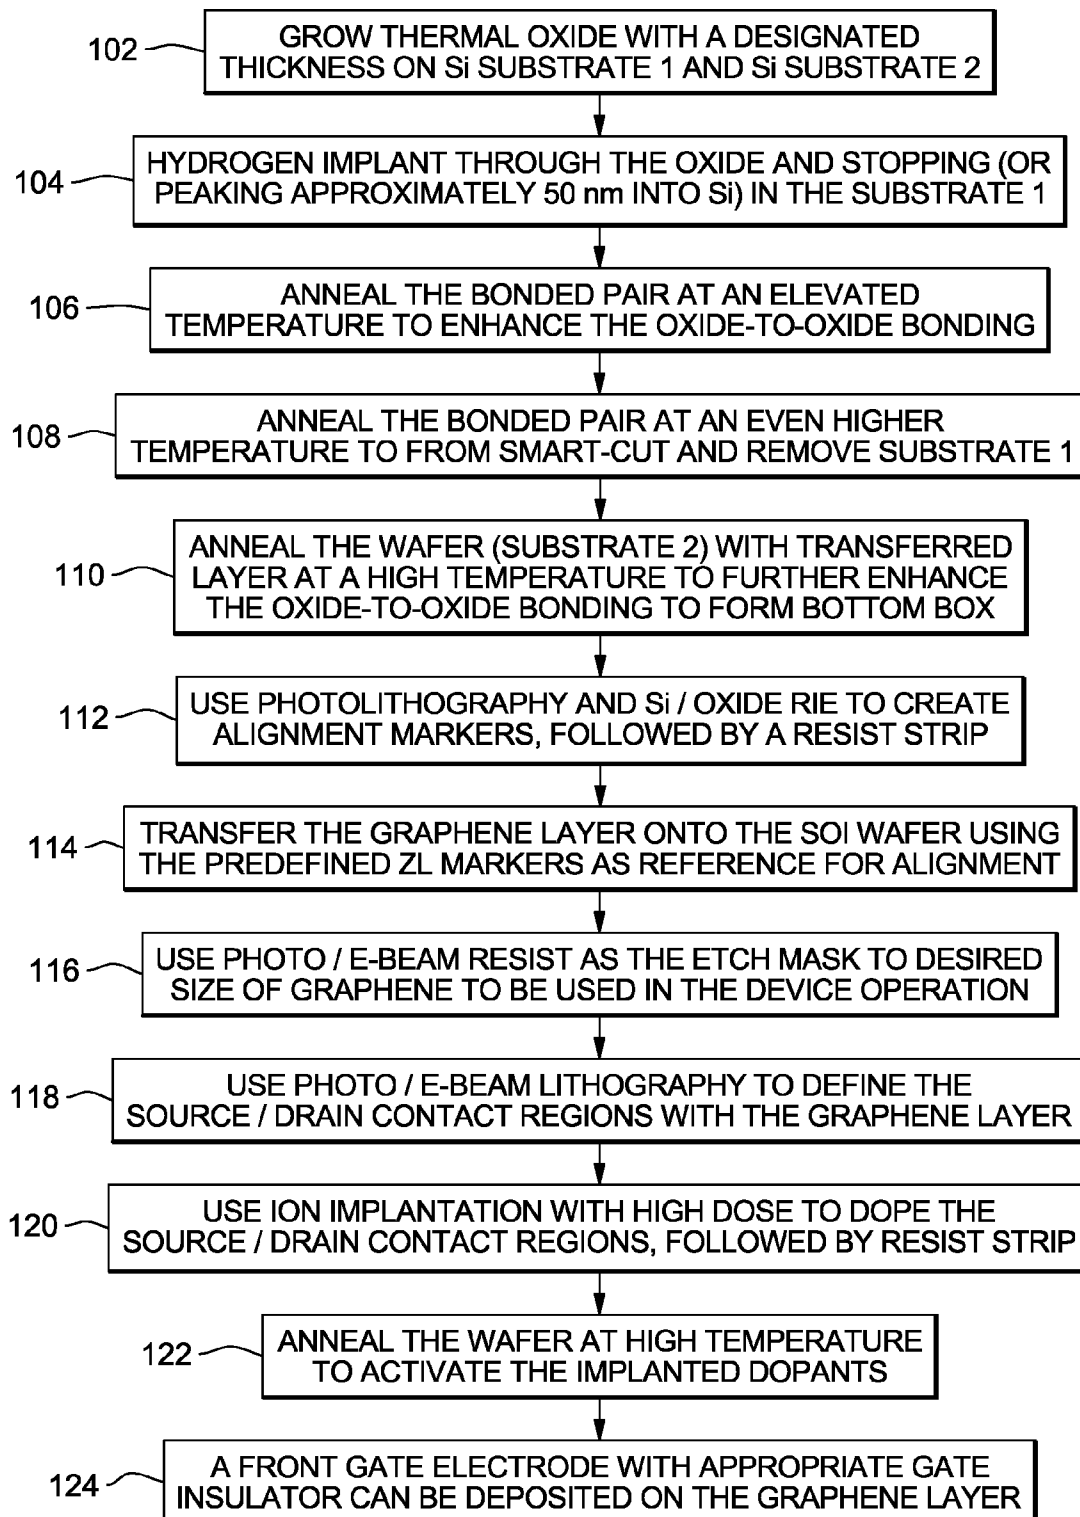 102
GROW THERMAL OXIDE WITH A DESIGNATED
THICKNESS ON Si SUBSTRATE 1 AND Si SUBSTRATE 2
104
HYDROGEN IMPLANT THROUGH THE OXIDE AND STOPPING (OR
PEAKING APPROXIMATELY 50 nm INTO Si) IN THE SUBSTRATE 1
106
ANNEAL THE BONDED PAIR AT AN ELEVATED
TEMPERATURE TO ENHANCE THE OXIDE-TO-OXIDE BONDING
108
ANNEAL THE BONDED PAIR AT AN EVEN HIGHER
TEMPERATURE TO FROM SMART-CUT AND REMOVE SUBSTRATE 1
110
ANNEAL THE WAFER (SUBSTRATE 2) WITH TRANSFERRED
LAYER AT A HIGH TEMPERATURE TO FURTHER ENHANCE
THE OXIDE-TO-OXIDE BONDING TO FORM BOTTOM BOX
112
USE PHOTOLITHOGRAPHY AND Si / OXIDE RIE TO CREATE
ALIGNMENT MARKERS, FOLLOWED BY A RESIST STRIP
114
TRANSFER THE GRAPHENE LAYER ONTO THE SOI WAFER USING
THE PREDEFINED ZL MARKERS AS REFERENCE FOR ALIGNMENT
116
USE PHOTO / E-BEAM RESIST AS THE ETCH MASK TO DESIRED
SIZE OF GRAPHENE TO BE USED IN THE DEVICE OPERATION
118
USE PHOTO / E-BEAM LITHOGRAPHY TO DEFINE THE
SOURCE / DRAIN CONTACT REGIONS WITH THE GRAPHENE LAYER
120
USE ION IMPLANTATION WITH HIGH DOSE TO DOPE THE
SOURCE / DRAIN CONTACT REGIONS, FOLLOWED BY RESIST STRIP
122
ANNEAL THE WAFER AT HIGH TEMPERATURE
TO ACTIVATE THE IMPLANTED DOPANTS
124
A FRONT GATE ELECTRODE WITH APPROPRIATE GATE
INSULATOR CAN BE DEPOSITED ON THE GRAPHENE LAYER